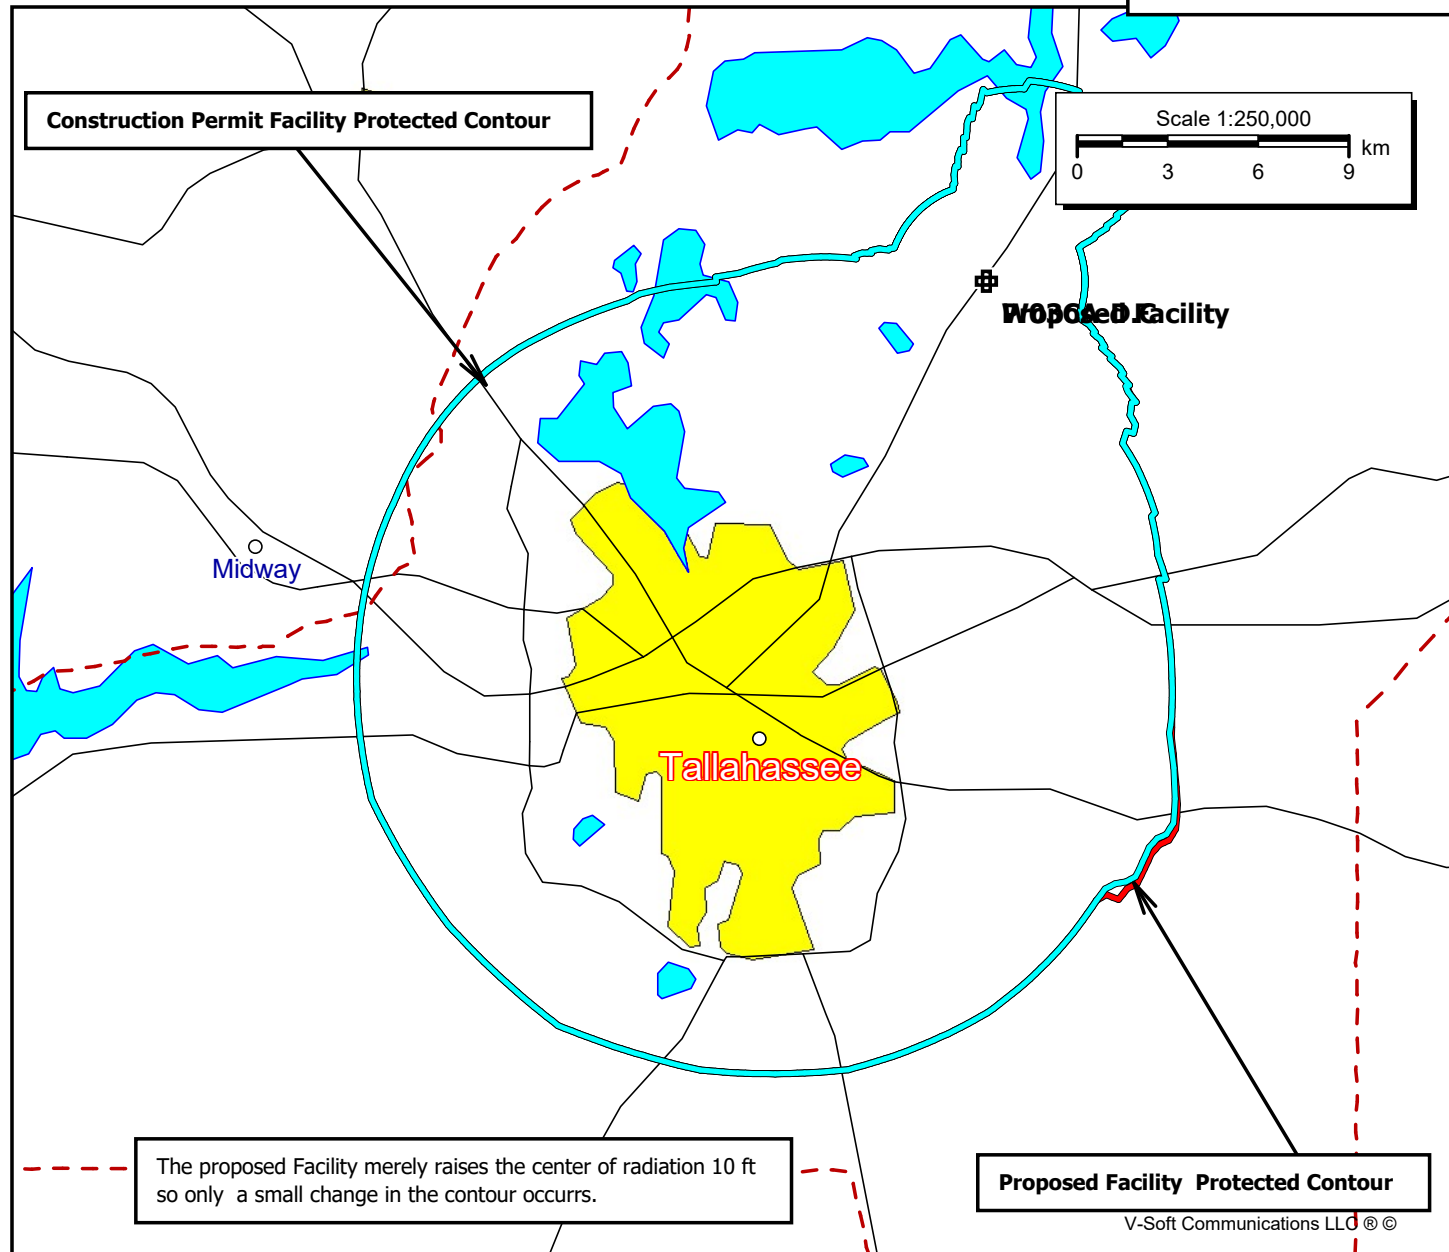 Construction Permit Facility Protected Contour
Scale 1:250,000
km
0 3 6 9
Proposed Facility
Midway
Tallahassee
The proposed Facility merely raises the center of radiation 10 ft
so only a small change in the contour occurrs.
Proposed Facility Protected Contour
V-Soft Communications LLC ® ©